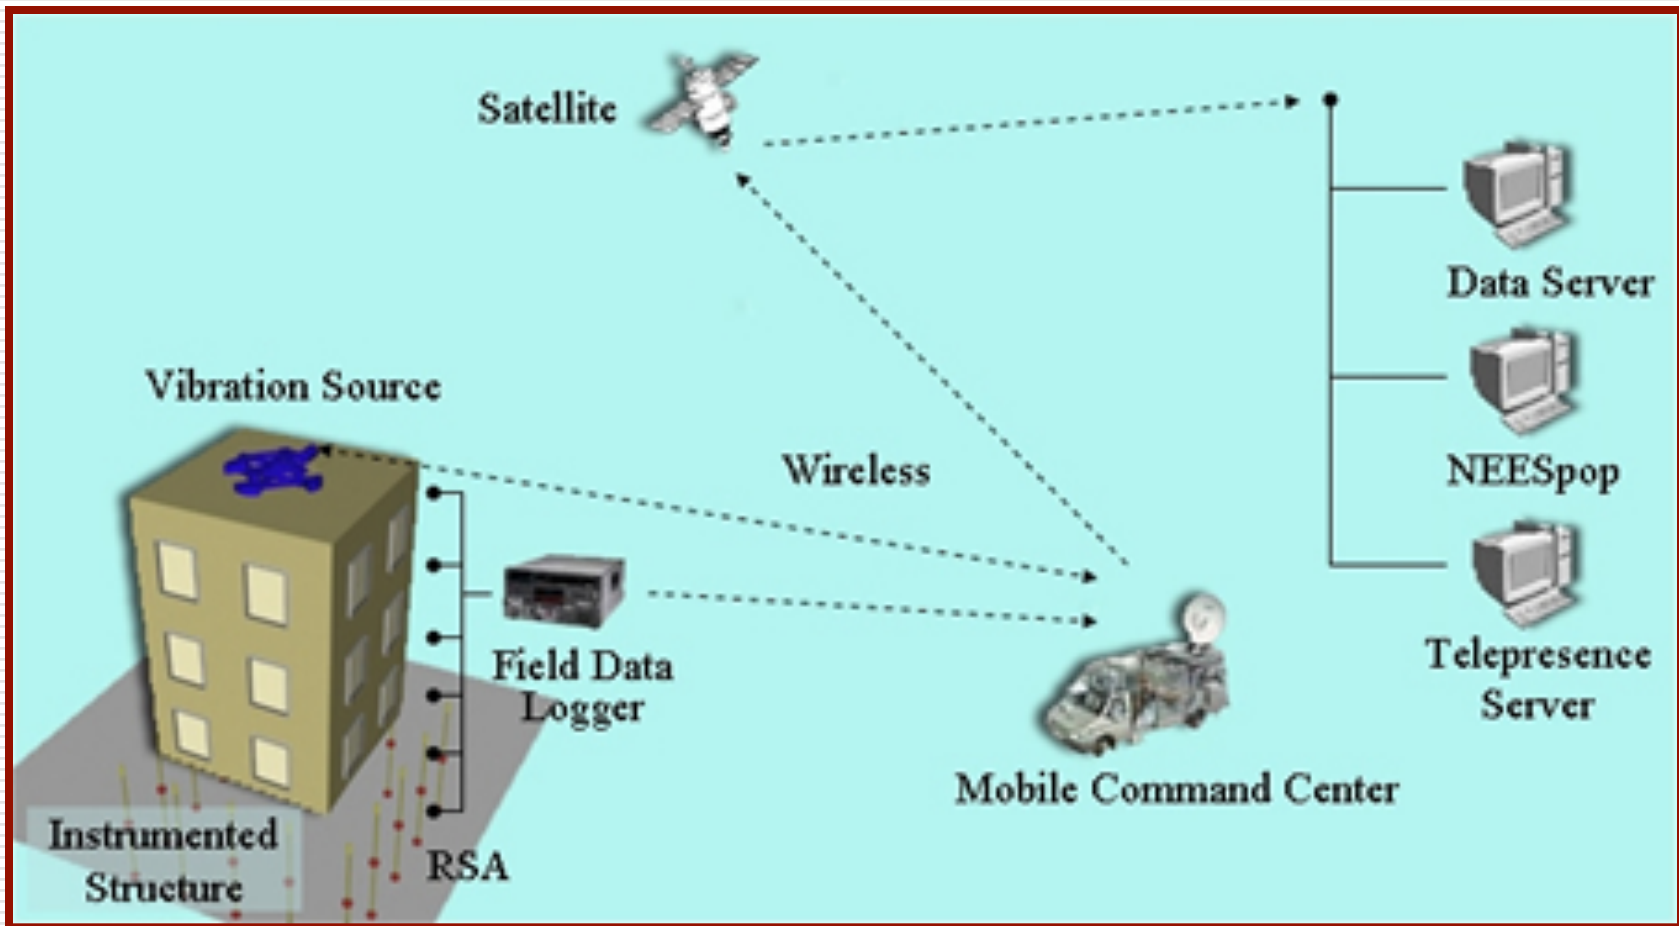 Satellite
Data Server
Vibration Source
Wireless
NEESpop
Field Data
Logger
Telepresence
Server
Mobile Command Center
Instrumented
Structure
RSA